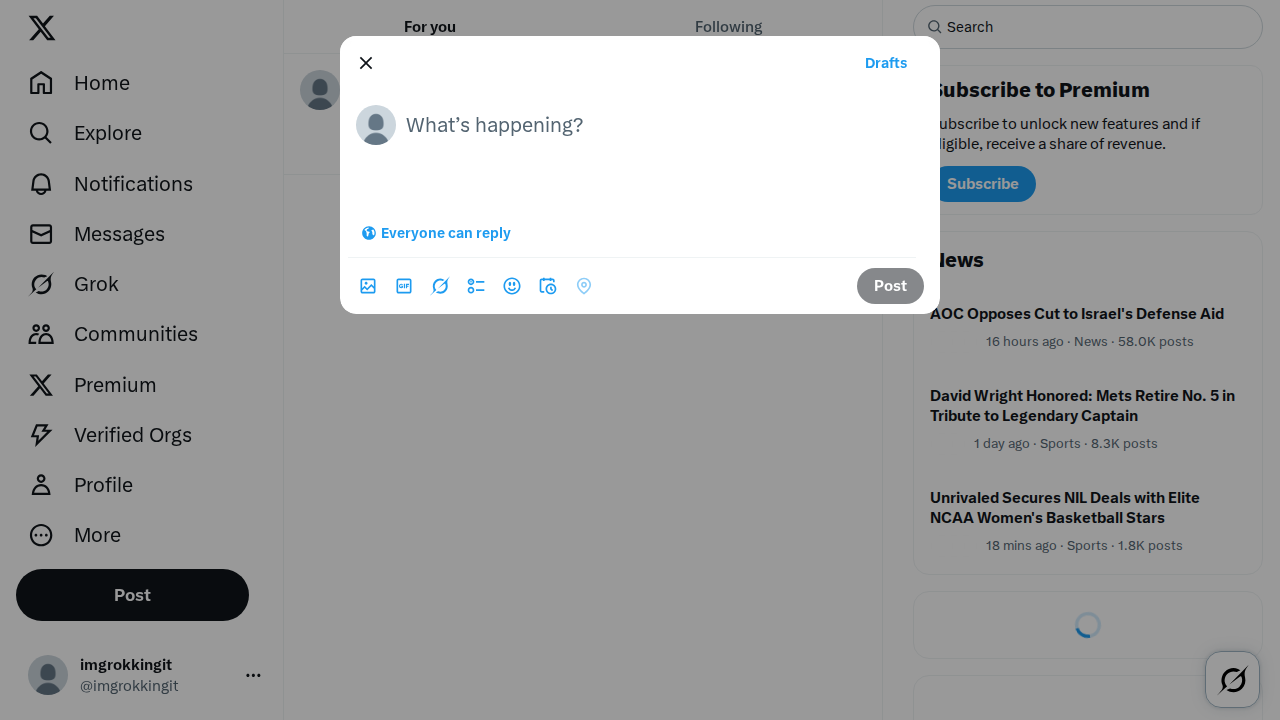 Home
Explore
Notifications
Messages
Grok
Communities
Premium
Verified Orgs
Profile
More
Post
imgrokkingit
@imgrokkingit
For you
Following
Drafts
What's happening?
Everyone can reply
GIF
Post
Search
ubscribe to Premium
ubscribe to unlock new features and if
ligible, receive a share of revenue.
Subscribe
News
AOC Opposes Cut to Israel's Defense Aid
16 hours ago · News · 58.0K posts
David Wright Honored: Mets Retire No. 5 in
Tribute to Legendary Captain
1 day ago · Sports · 8.3K posts
Unrivaled Secures NIL Deals with Elite
NCAA Women's Basketball Stars
18 mins ago · Sports · 1.8K posts